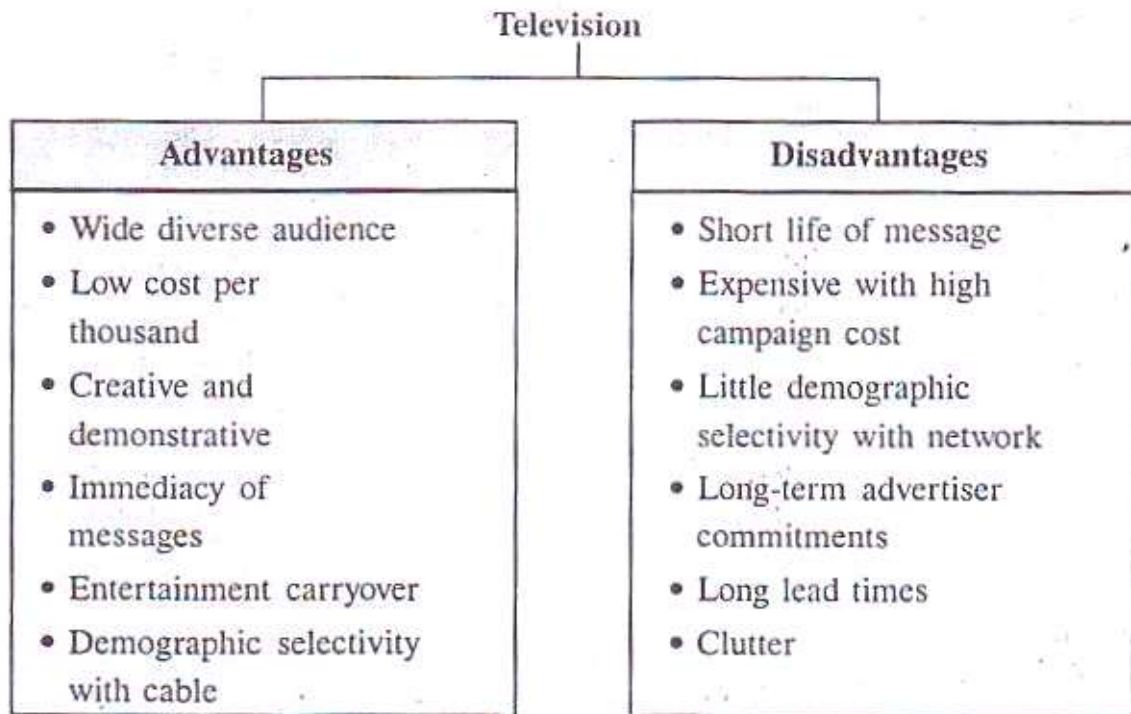 Television
Advantages
• Wide diverse audience
• Low cost per
thousand
• Creative and
demonstrative
• Immediacy of
messages
• Entertainment carryover
• Demographic selectivity
with cable
Disadvantages
• Short life of message
• Expensive with high
campaign cost
• Little demographic
selectivity with network
• Long-term advertiser
commitments
• Long lead times
• Clutter